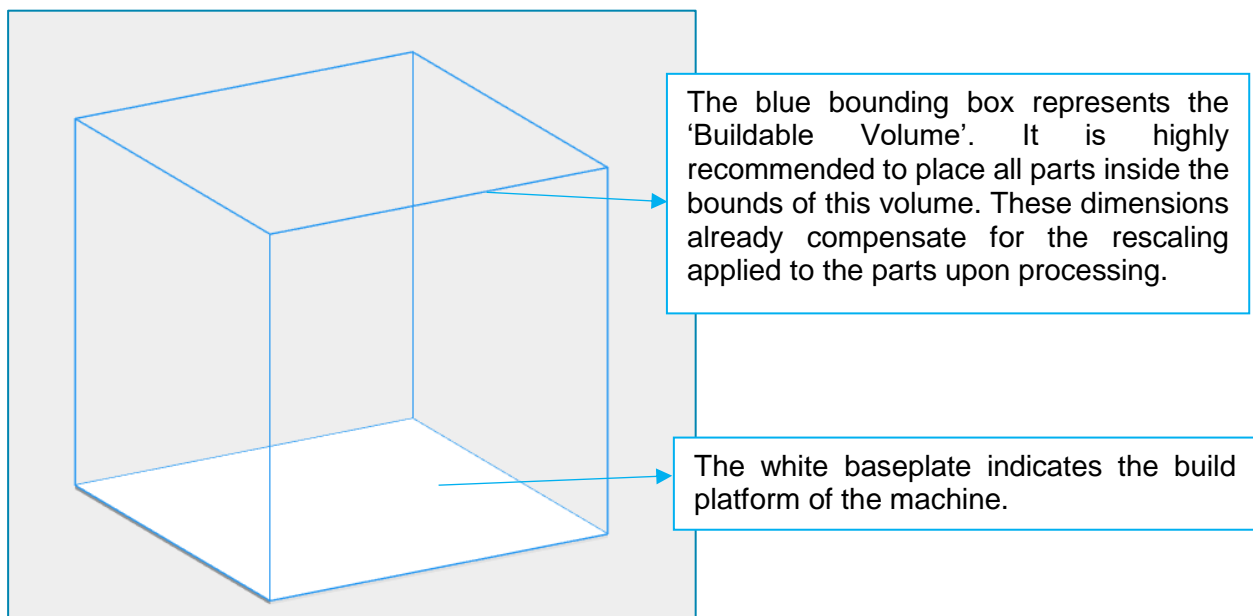 The blue bounding box represents the
‘Buildable Volume’. It is highly
recommended to place all parts inside the
bounds of this volume. These dimensions
already compensate for the rescaling
applied to the parts upon processing.
The white baseplate indicates the build
platform of the machine.